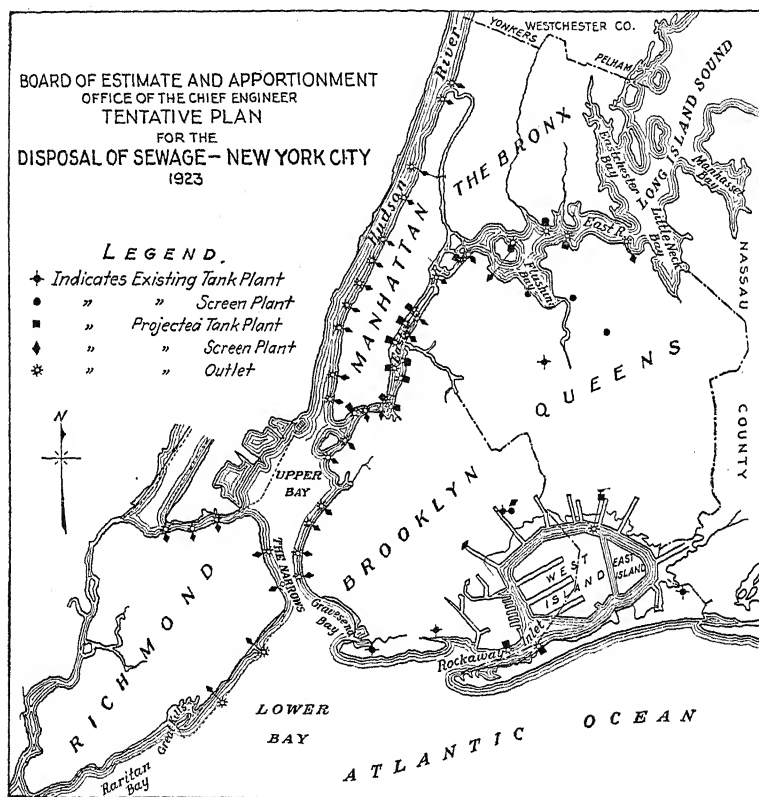 BOARD OF ESTIMATE AND APPORTIONMENT
OFFICE OF THE CHIEF ENGINEER
TENTATIVE PLAN
FOR THE
DISPOSAL OF SEWAGE — NEW YORK CITY
1923
LEGEND.
Indicates Existing Tank Plant
" " Screen Plant
" Projected Tank Plant
" " Screen Plant
" " Outlet
N
WESTCHESTER CO.
YONKERS
PELHAM
Hudson River
THE BRONX
LONG ISLAND SOUND
Eastchester Bay
Manhasset Bay
Little Neck Bay
East R.
Flushing Bay
MANHATTAN
QUEENS
NASSAU COUNTY
UPPER BAY
BROOKLYN
THE NARROWS
Gravesend Bay
WEST ISLAND
EAST ISLAND
Rockaway Inlet
RICHMOND
Great Kills
Raritan Bay
LOWER BAY
ATLANTIC OCEAN